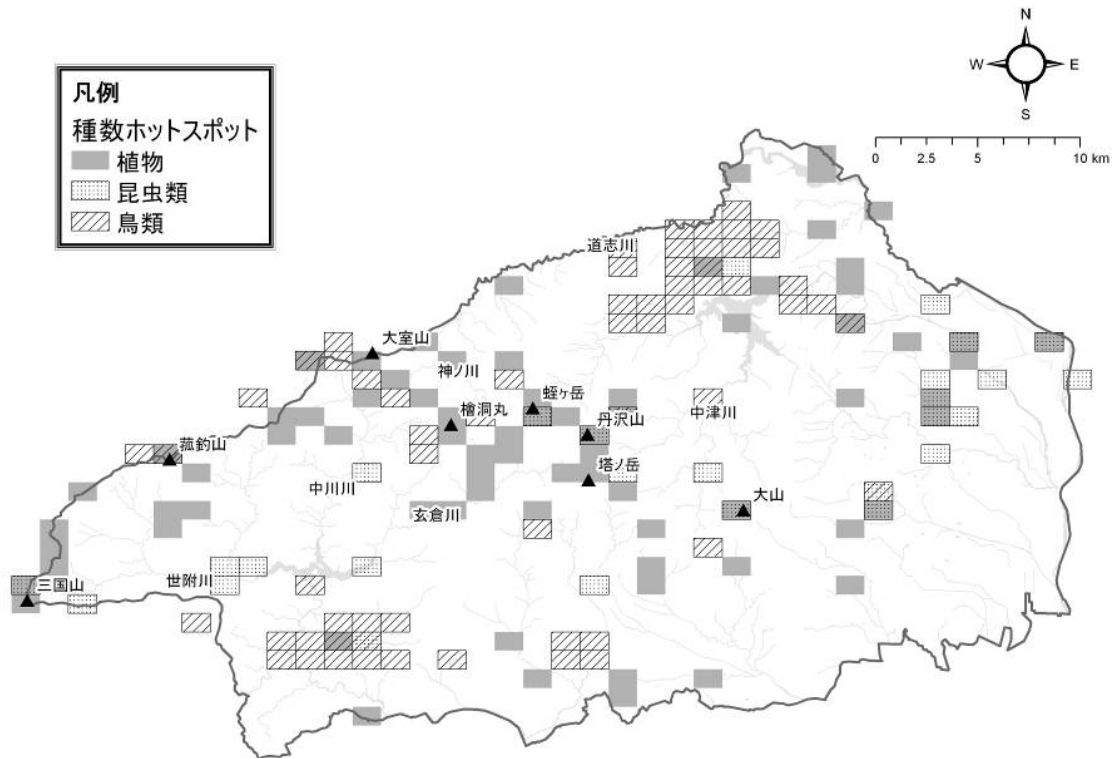 N
W E
S
0 2.5 5 10 km
凡例
種数ホットスポット
植物
昆虫類
鳥類
道志川
大室山
神ノ川
蛭ヶ岳
檜洞丸
丹沢山
中津川
菰釣山
塔ノ岳
中川川
大山
玄倉川
世附川
三国山